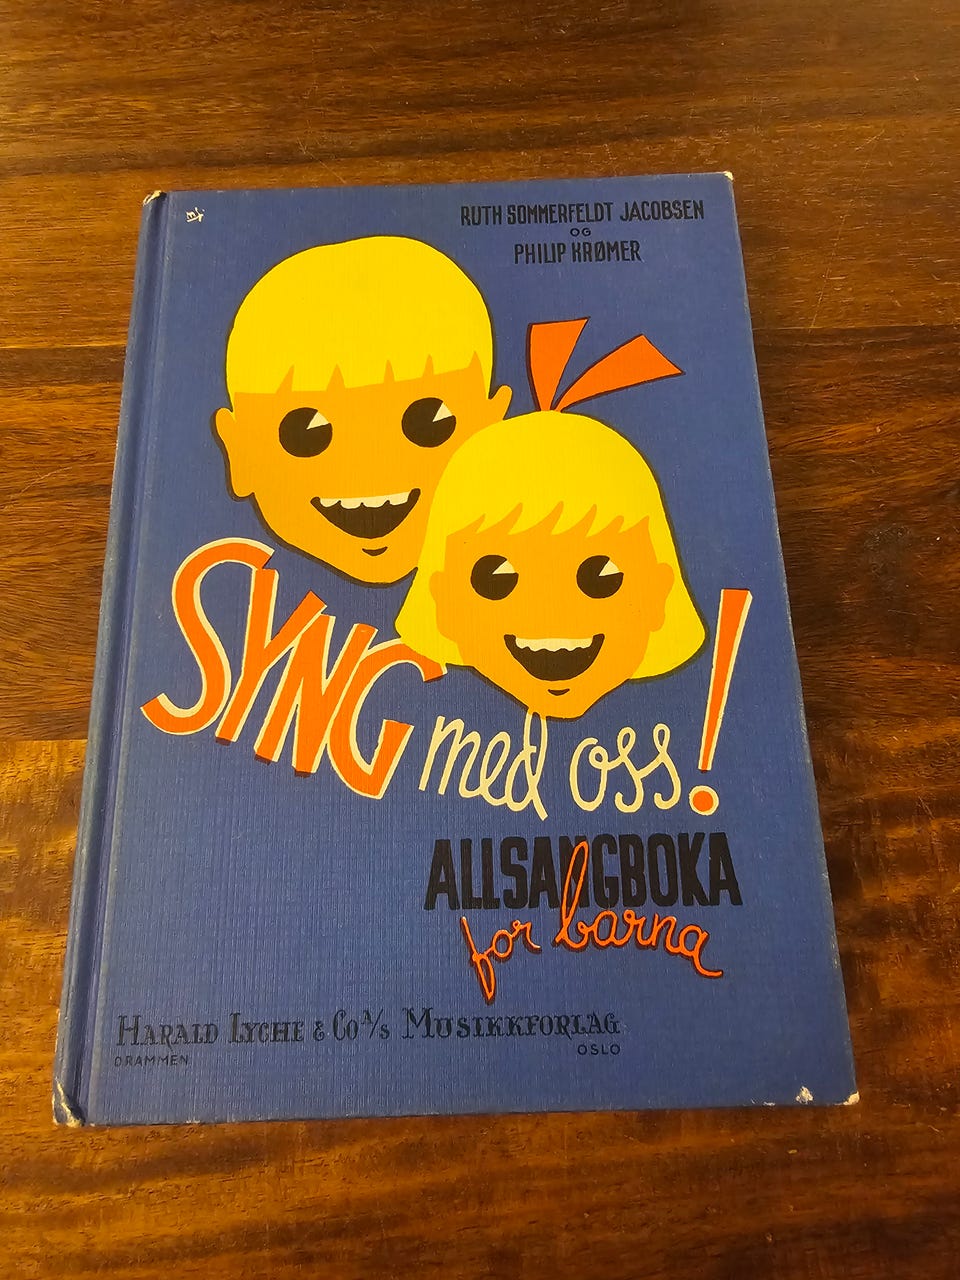 RUTH SOMMERFELDT JACOBSEN
OG
PHILIP KRØMER
SYNG med oss!
ALLSANGBOKA
for barna
HARALD LYCHE & CO A/S MUSIKKFORLAG
DRAMMEN OSLO